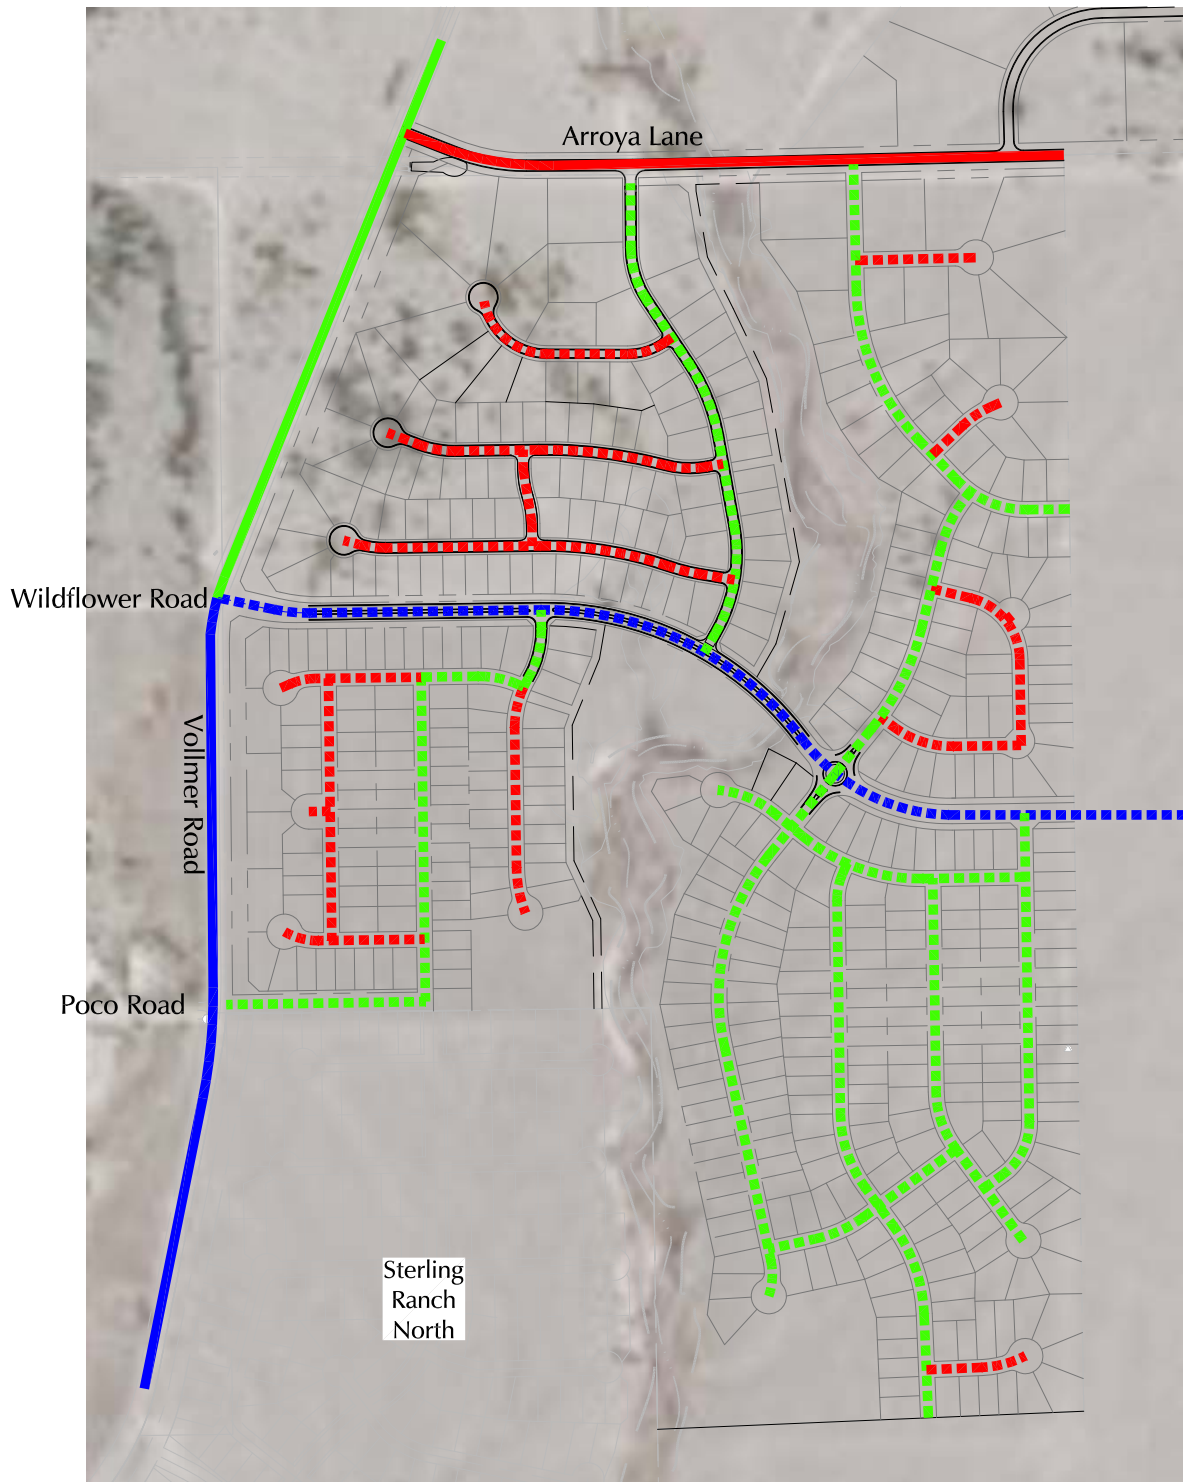 Arroya Lane
Wildflower Road
Vollmer Road
Poco Road
Sterling
Ranch
North